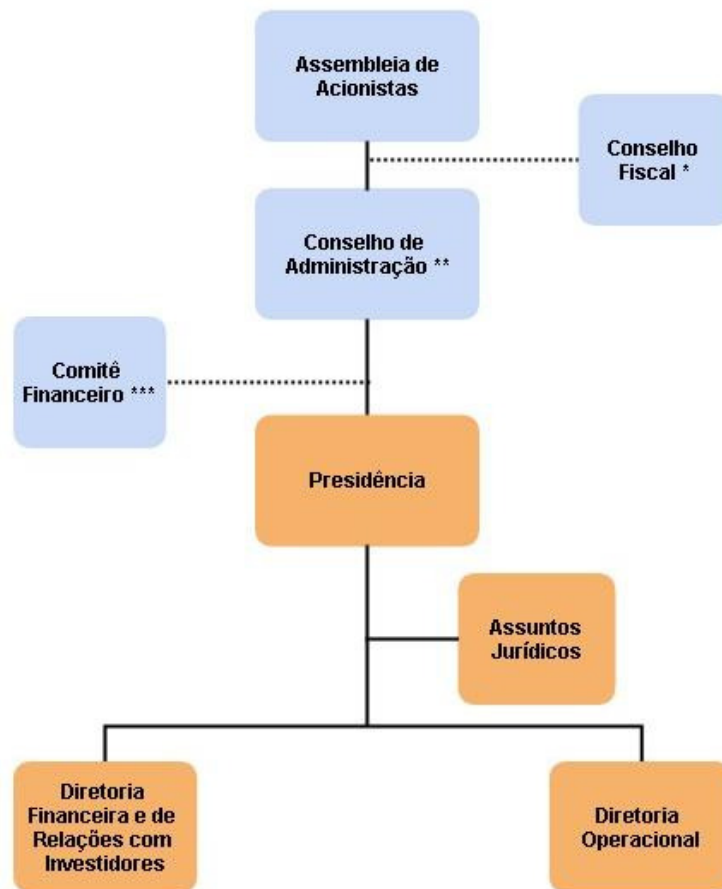 Assembleia de
Acionistas
Conselho
Fiscal *
Conselho de
Administração **
Comitê
Financeiro ***
Presidência
Assuntos
Jurídicos
Diretoria
Financeira e de
Relações com
Investidores
Diretoria
Operacional